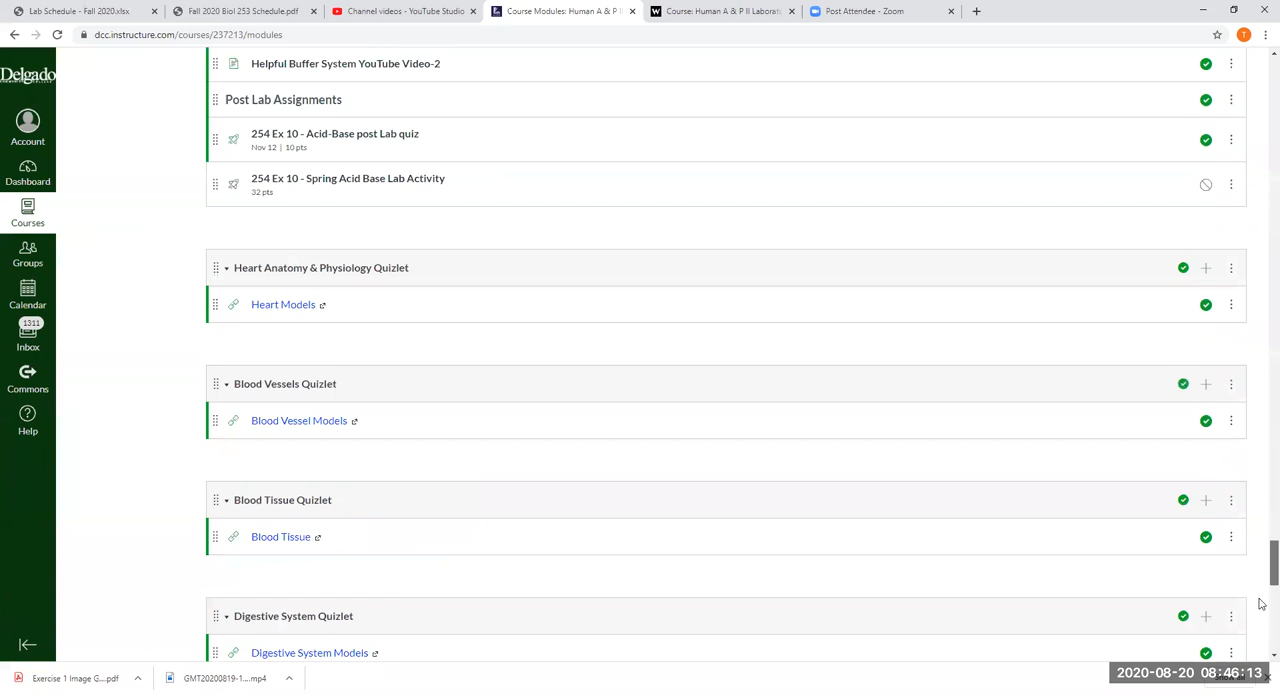 Lab Schedule - Fall 2020.xlsx
Fall 2020 Biol 253 Schedule.pdf
Channel videos - YouTube Studio
Course Modules: Human A & P II
Course: Human A & P II Laborat
Post Attendee - Zoom
dcc.instructure.com/courses/237213/modules
T
Delgado
Account
Dashboard
Courses
Groups
Calendar
1311
Inbox
Commons
Help
Helpful Buffer System YouTube Video-2
Post Lab Assignments
254 Ex 10 - Acid-Base post Lab quiz
Nov 12 | 10 pts
254 Ex 10 - Spring Acid Base Lab Activity
32 pts
Heart Anatomy & Physiology Quizlet
Heart Models
Blood Vessels Quizlet
Blood Vessel Models
Blood Tissue Quizlet
Blood Tissue
Digestive System Quizlet
Digestive System Models
Exercise 1 Image G....pdf
GMT20200819-1....mp4
2020-08-20 08:46:13